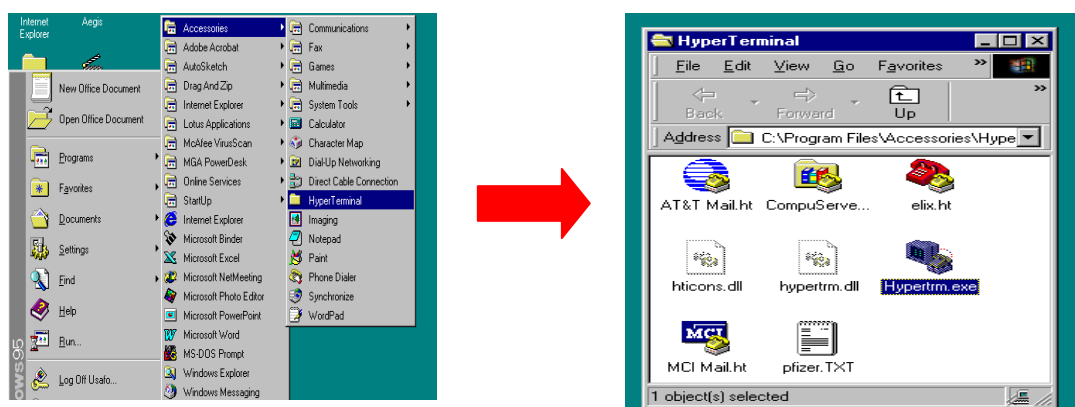 Internet
Explorer
Aegis
New Office Document
Open Office Document
Programs
Favorites
Documents
Settings
Find
Help
Run...
Log Off Usafo...
ows95
Accessories
Adobe Acrobat
AutoSketch
Drag And Zip
Internet Explorer
Lotus Applications
McAfee VirusScan
MGA PowerDesk
Online Services
StartUp
Internet Explorer
Microsoft Binder
Microsoft Excel
Microsoft NetMeeting
Microsoft Photo Editor
Microsoft PowerPoint
Microsoft Word
MS-DOS Prompt
Windows Explorer
Windows Messaging
Communications
Fax
Games
Multimedia
System Tools
Calculator
Character Map
Dial-Up Networking
Direct Cable Connection
HyperTerminal
Imaging
Notepad
Paint
Phone Dialer
Synchronize
WordPad
HyperTerminal
File Edit View Go Favorites »
Back Forward Up »
Address C:\Program Files\Accessories\Hype
AT&T Mail.ht CompuServe... elix.ht
hticons.dll hypertrm.dll Hypertrm.exe
MCI
MCI Mail.ht pfizer.TXT
1 object(s) selected